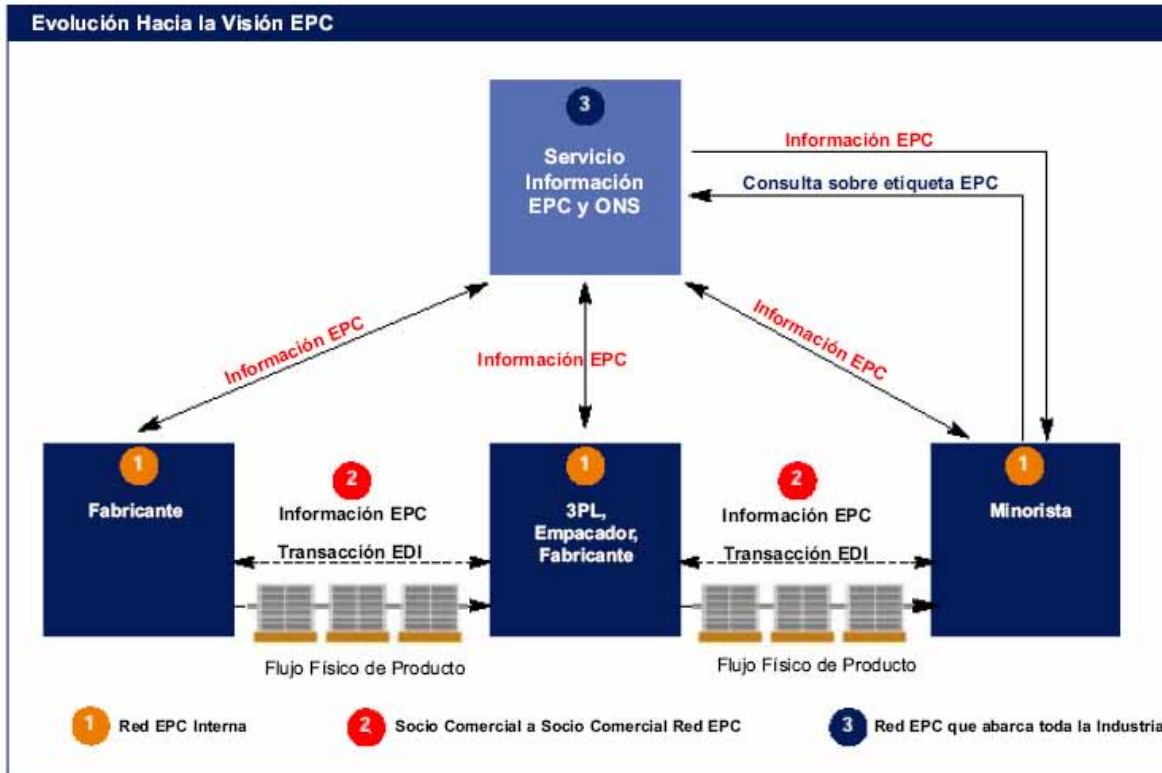 Evolución Hacia la Visión EPC
3
Servicio
Información
EPC y ONS
Información EPC
Consulta sobre etiqueta EPC
Información EPC
Información EPC
Información EPC
1
Fabricante
2
Información EPC
Transacción EDI
Flujo Físico de Producto
1
3PL,
Empacador,
Fabricante
2
Información EPC
Transacción EDI
Flujo Físico de Producto
1
Minorista
1 Red EPC Interna
2 Socio Comercial a Socio Comercial Red EPC
3 Red EPC que abarca toda la Industria